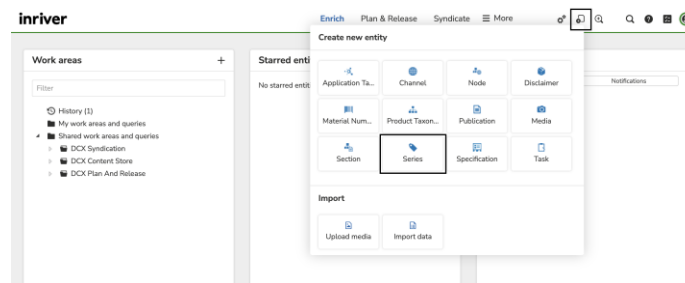 inriver
Enrich Plan & Release Syndicate More
Create new entity
Work areas +
Starred enti
Filter
No starred entit
Application Ta... Channel Node Disclaimer
Notifications
History (1)
My work areas and queries
Shared work areas and queries
DCX Syndication
DCX Content Store
DCX Plan And Release
Material Num... Product Taxon... Publication Media
Section Series Specification Task
Import
Upload media Import data